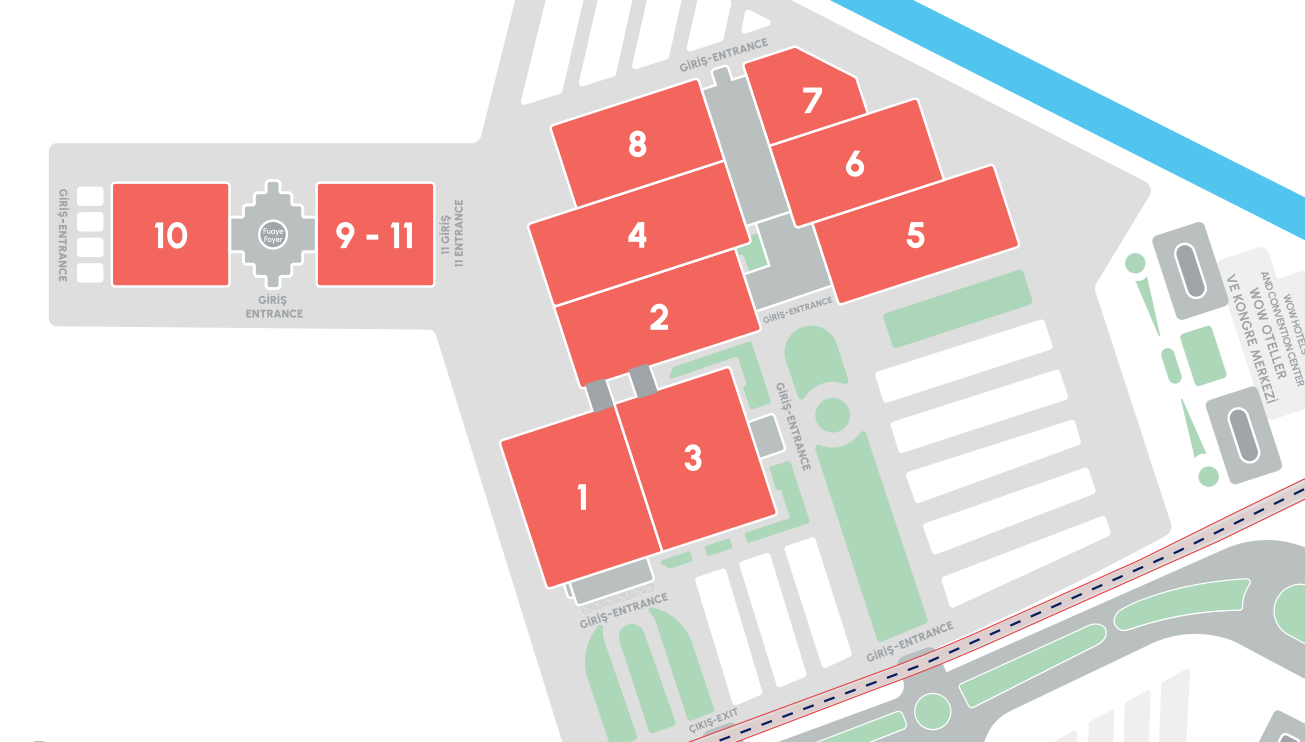 GİRİŞ-ENTRANCE
7
8
6
4
5
2
GİRİŞ-ENTRANCE
GİRİŞ-ENTRANCE
10
Fuaye
Foyer
9 - 11
11 GİRİŞ
11 ENTRANCE
GİRİŞ
ENTRANCE
GİRİŞ-ENTRANCE
3
1
GİRİŞ-ENTRANCE
GİRİŞ-ENTRANCE
ÇIKIŞ-EXIT
WOW HOTELS
AND CONVENTION CENTER
WOW OTELLER
VE KONGRE MERKEZİ